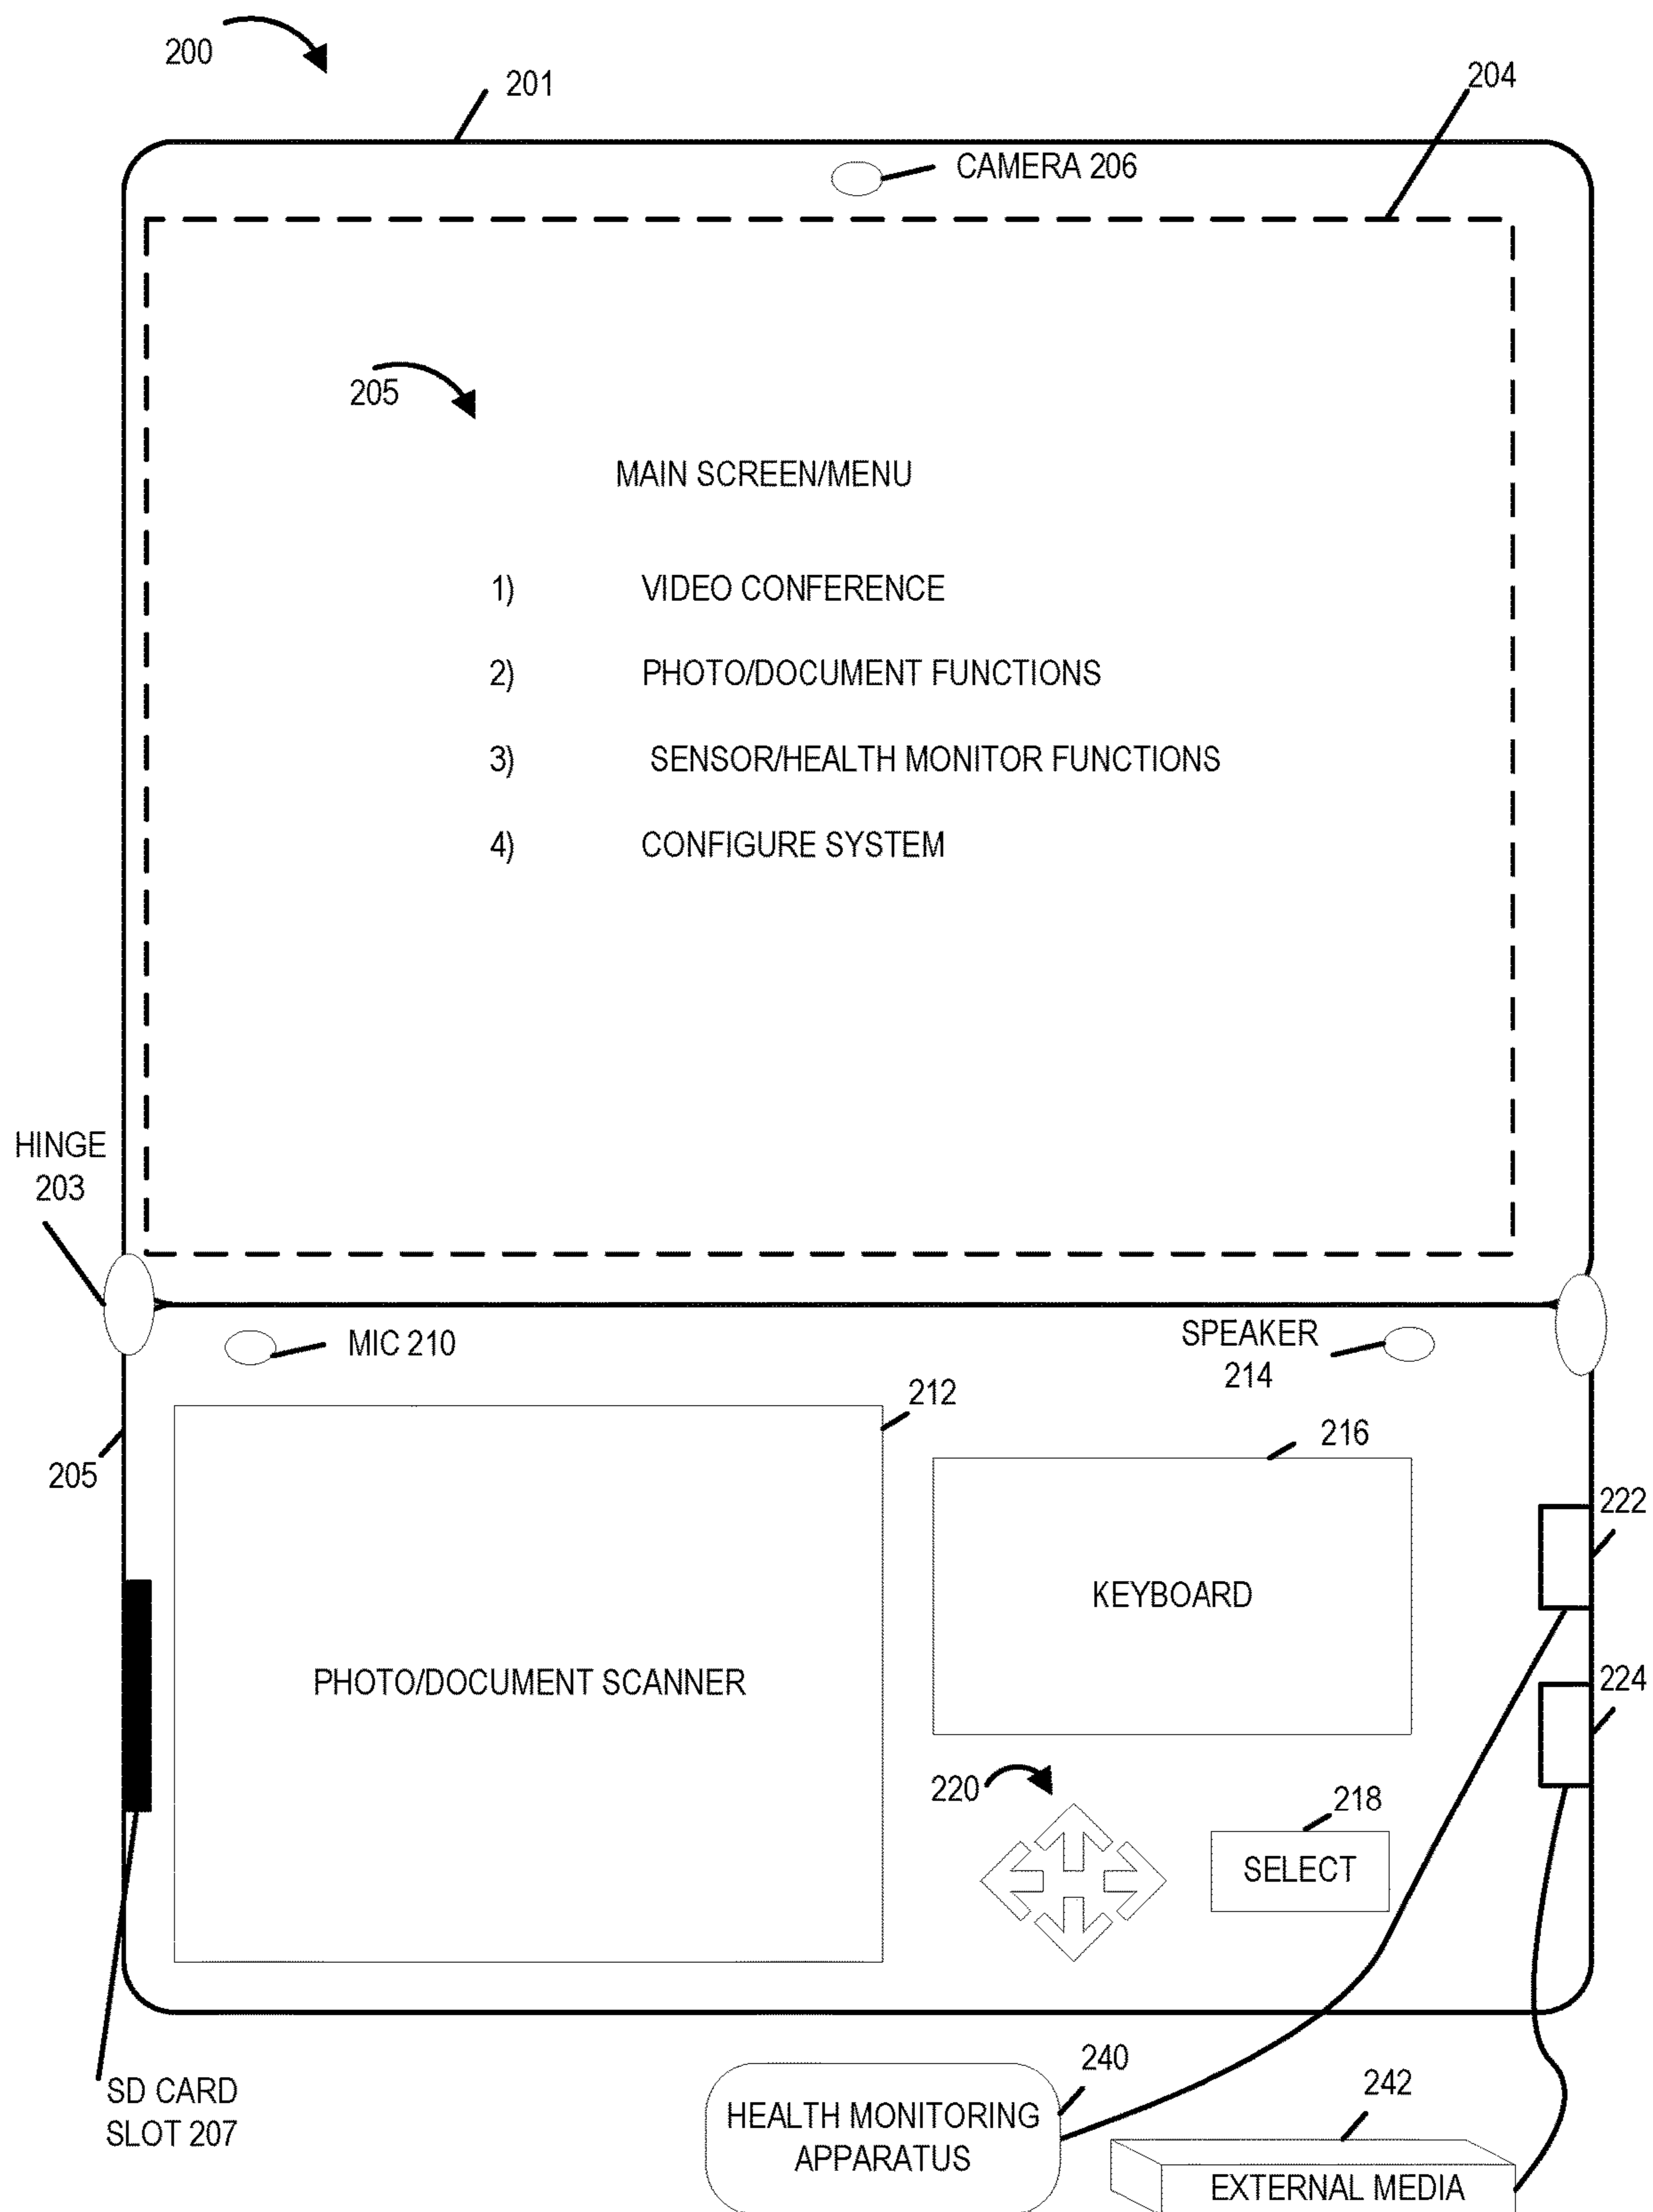 200
201
204
CAMERA 206
205
MAIN SCREEN/MENU
1) VIDEO CONFERENCE
2) PHOTO/DOCUMENT FUNCTIONS
3) SENSOR/HEALTH MONITOR FUNCTIONS
4) CONFIGURE SYSTEM
HINGE
203
MIC 210
SPEAKER
214
212
216
205
222
KEYBOARD
PHOTO/DOCUMENT SCANNER
224
220
218
SELECT
240
242
SD CARD
SLOT 207
HEALTH MONITORING
APPARATUS
EXTERNAL MEDIA